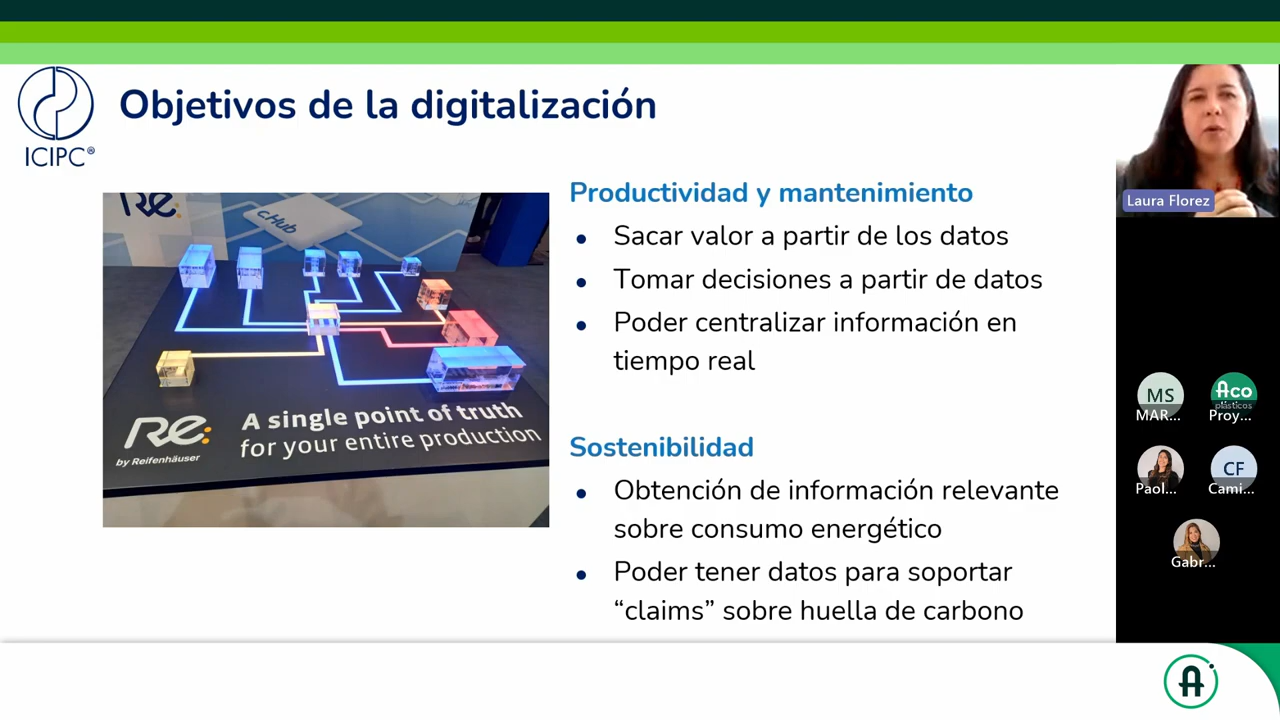 Objetivos de la digitalización
ICIPC®
Productividad y mantenimiento
• Sacar valor a partir de los datos
• Tomar decisiones a partir de datos
• Poder centralizar información en
tiempo real
Sostenibilidad
• Obtención de información relevante
sobre consumo energético
• Poder tener datos para soportar
“claims” sobre huella de carbono
Re:
cHub
Re:
by Reifenhäuser
A single point of truth
for your entire production
Laura Florez
MS
MAR...
Aco
plásticos
Proy...
Paol...
CF
Cami...
Gabr...
A